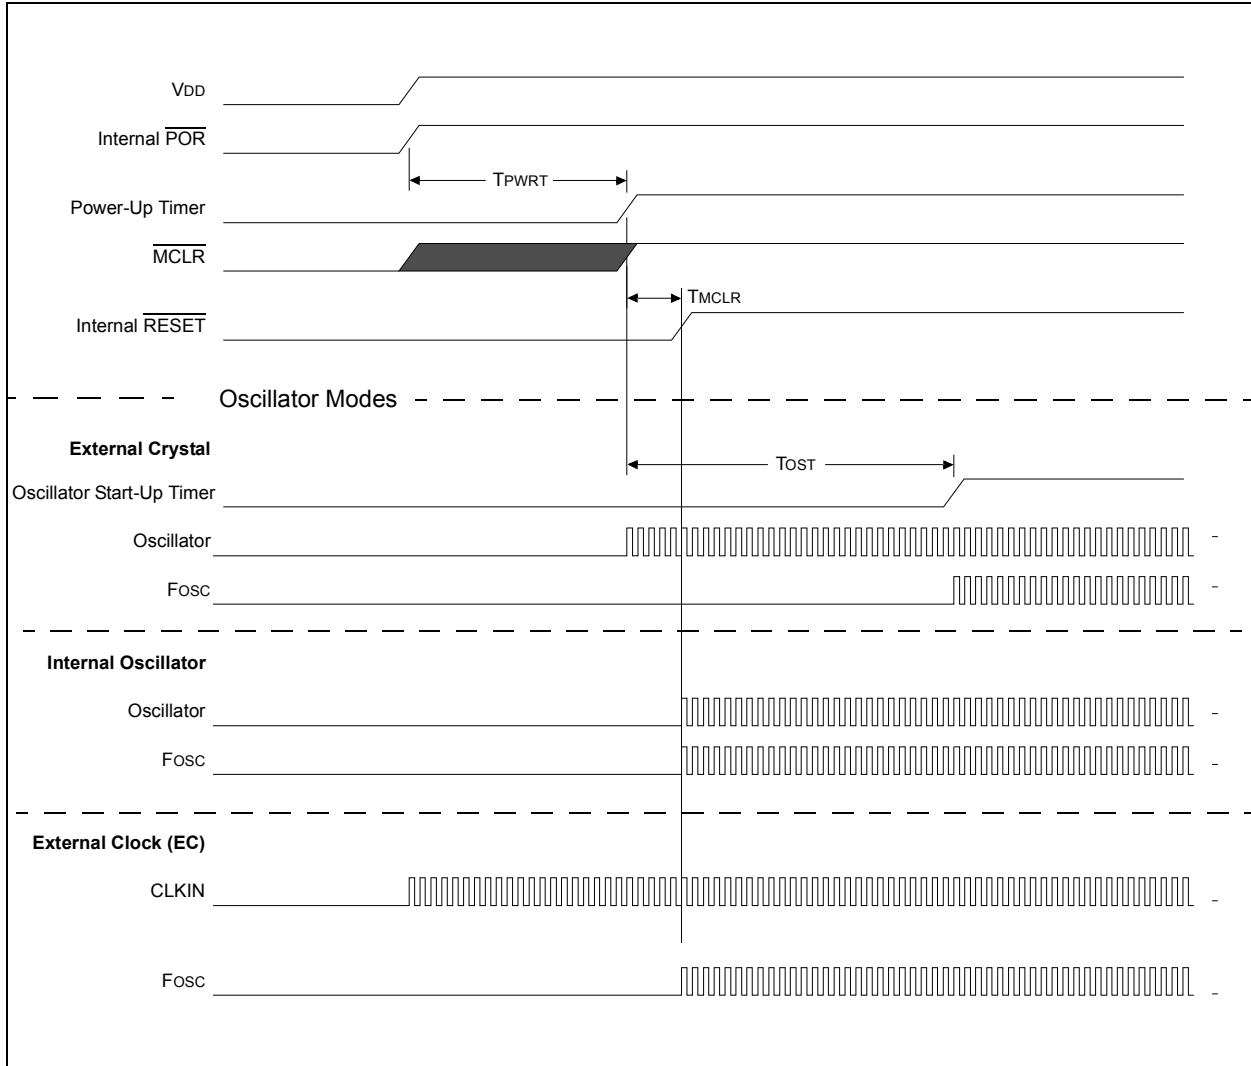 VDD
Internal POR
TPWRT
Power-Up Timer
MCLR
TMCLR
Internal RESET
Oscillator Modes
External Crystal
TOST
Oscillator Start-Up Timer
Oscillator
FOSC
Internal Oscillator
Oscillator
FOSC
External Clock (EC)
CLKIN
FOSC